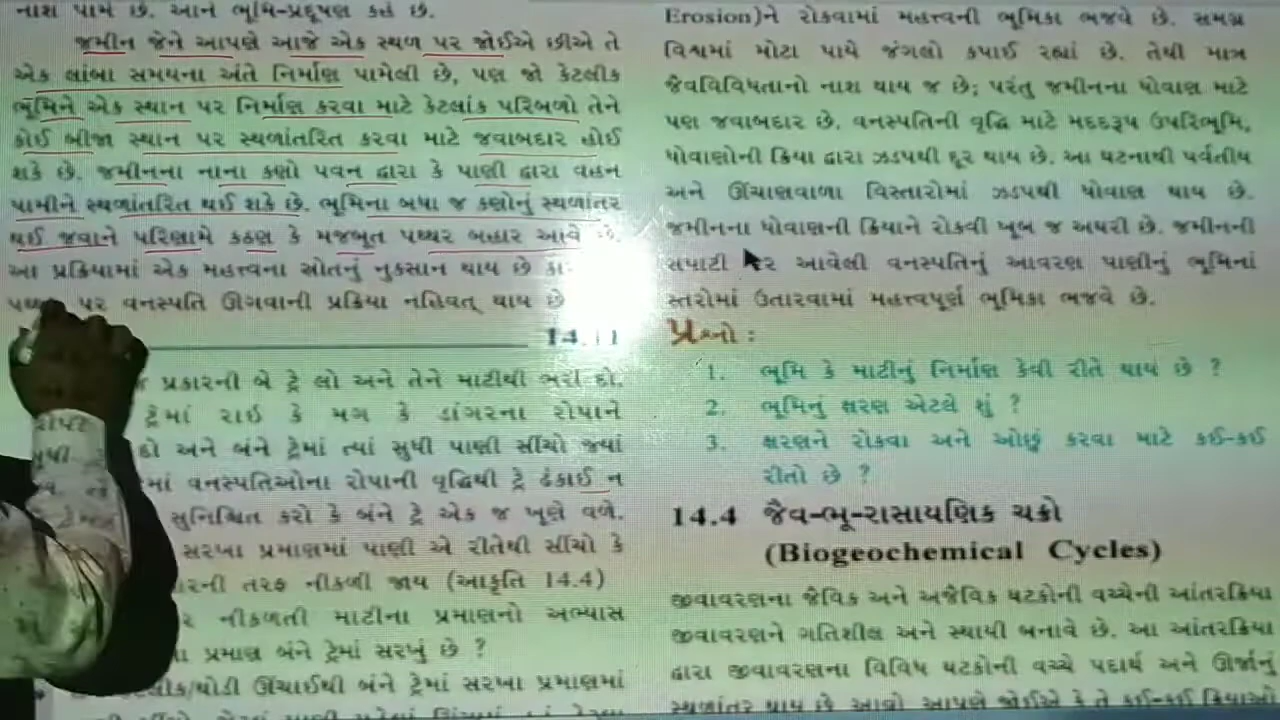 નાશ પામે છે. આને ભૂમિ-પ્રદૂષણ કહે છે.
જમીન જેને આપણે આજે એક સ્થળ પર જોઈએ છીએ તે
એક લાંબા સમયના અંતે નિર્માણ પામેલી છે, પણ જો કેટલીક
ભૂમિને એક સ્થાન પર નિર્માણ કરવા માટે કેટલાંક પરિબળો તેને
કોઈ બીજા સ્થાન પર સ્થળાંતરિત કરવા માટે જવાબદાર હોઈ
શકે છે. જમીનના નાના કણો પવન દ્વારા કે પાણી દ્વારા વહન
પામીને સ્થળાંતરિત થઈ શકે છે. ભૂમિના બધા જ કણોનું સ્થળાંતર
થઈ જવાને પરિણામે કઠણ કે મજબૂત પથ્થર બહાર આવે છે.
આ પ્રક્રિયામાં એક મહત્ત્વના સ્રોતનું નુકસાન થાય છે
પર વનસ્પતિ ઊગવાની પ્રક્રિયા નહિવત્ થાય છે
14.11
પ્રકારની બે ટ્રે લો અને તેને માટીથી ભરી દો.
ટ્રેમાં રાઈ કે મગ કે ડાંગરના રોપાને
અને બંને ટ્રેમાં ત્યાં સુધી પાણી સીંચો જ્યાં
વનસ્પતિઓના રોપાની વૃદ્ધિથી ટ્રે ઢંકાઈ ન
સુનિશ્ચિત કરો કે બંને ટ્રે એક જ ખૂણે વળે.
સરખા પ્રમાણમાં પાણી એ રીતેથી સીંચો કે
તરફ નીકળી જાય (આકૃતિ 14.4)
નીકળતી માટીના પ્રમાણનો અભ્યાસ
પ્રમાણ બંને ટ્રેમાં સરખું છે ?
ઊંચાઈથી બંને ટ્રેમાં સરખા પ્રમાણમાં
Erosion)ને રોકવામાં મહત્ત્વની ભૂમિકા ભજવે છે. સમગ્ર
વિશ્વમાં મોટા પાયે જંગલો કપાઈ રહ્યાં છે. તેથી માત્ર
જૈવવિવિધતાનો નાશ થાય જ છે; પરંતુ જમીનના ધોવાણ માટે
પણ જવાબદાર છે. વનસ્પતિની વૃદ્ધિ માટે મદદરૂપ ઉપરિભૂમિ,
ધોવાણોની ક્રિયા દ્વારા ઝડપથી દૂર થાય છે. આ ઘટનાથી પર્વતીય
અને ઊંચાણવાળા વિસ્તારોમાં ઝડપથી ધોવાણ થાય છે.
જમીનના ધોવાણની ક્રિયાને રોકવી ખૂબ જ અઘરી છે. જમીનની
સપાટી પર આવેલી વનસ્પતિનું આવરણ પાણીનું ભૂમિનાં
સ્તરોમાં ઉતારવામાં મહત્ત્વપૂર્ણ ભૂમિકા ભજવે છે.
પ્રશ્નો :
1. ભૂમિ કે માટીનું નિર્માણ કેવી રીતે થાય છે ?
2. ભૂમિનું ક્ષરણ એટલે શું ?
3. ક્ષરણને રોકવા અને ઓછું કરવા માટે કઈ-કઈ
રીતો છે ?
14.4 જૈવ-ભૂ-રાસાયણિક ચક્રો
(Biogeochemical Cycles)
જીવાવરણના જૈવિક અને અજૈવિક ઘટકોની વચ્ચેની આંતરક્રિયા
જીવાવરણને ગતિશીલ અને સ્થાયી બનાવે છે. આ આંતરક્રિયા
દ્વારા જીવાવરણના વિવિધ ઘટકોની વચ્ચે પદાર્થ અને ઊર્જાનું
સ્થળાંતર થાય છે. આવો આપણે જોઈએ કે તે કઈ-કઈ ક્રિયાઓ